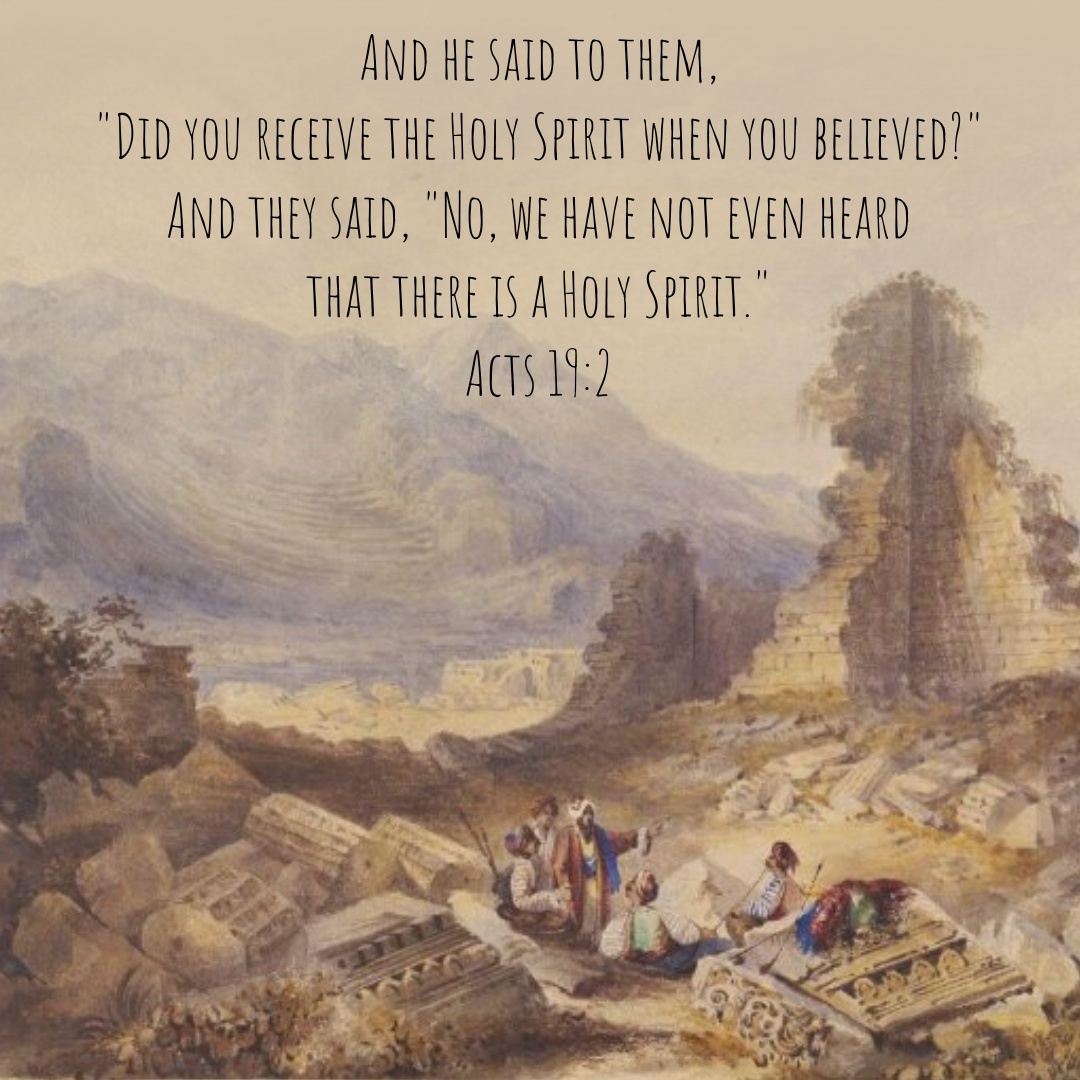 And he said to them,
"Did you receive the Holy Spirit when you believed?"
And they said, "No, we have not even heard
that there is a Holy Spirit."
Acts 19:2